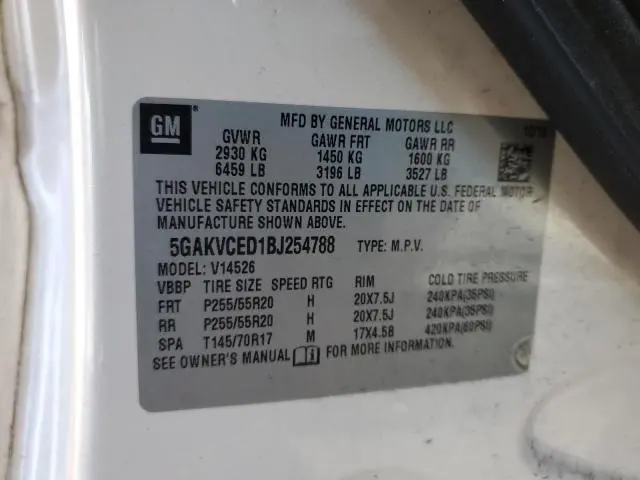 GM
MFD BY GENERAL MOTORS LLC
GVWR GAWR FRT GAWR RR
2930 KG 1450 KG 1600 KG
6459 LB 3196 LB 3527 LB
THIS VEHICLE CONFORMS TO ALL APPLICABLE U.S. FEDERAL MOTOR
VEHICLE SAFETY STANDARDS IN EFFECT ON THE DATE OF
MANUFACTURE SHOWN ABOVE.
5GAKVCED1BJ254788 TYPE: M.P.V.
MODEL: V14526
VBBP TIRE SIZE SPEED RTG RIM COLD TIRE PRESSURE
FRT P255/55R20 H 20X7.5J 240KPA(35PSI)
RR P255/55R20 H 20X7.5J 240KPA(35PSI)
SPA T145/70R17 M 17X4.5B 420KPA(60PSI)
SEE OWNER'S MANUAL FOR MORE INFORMATION.